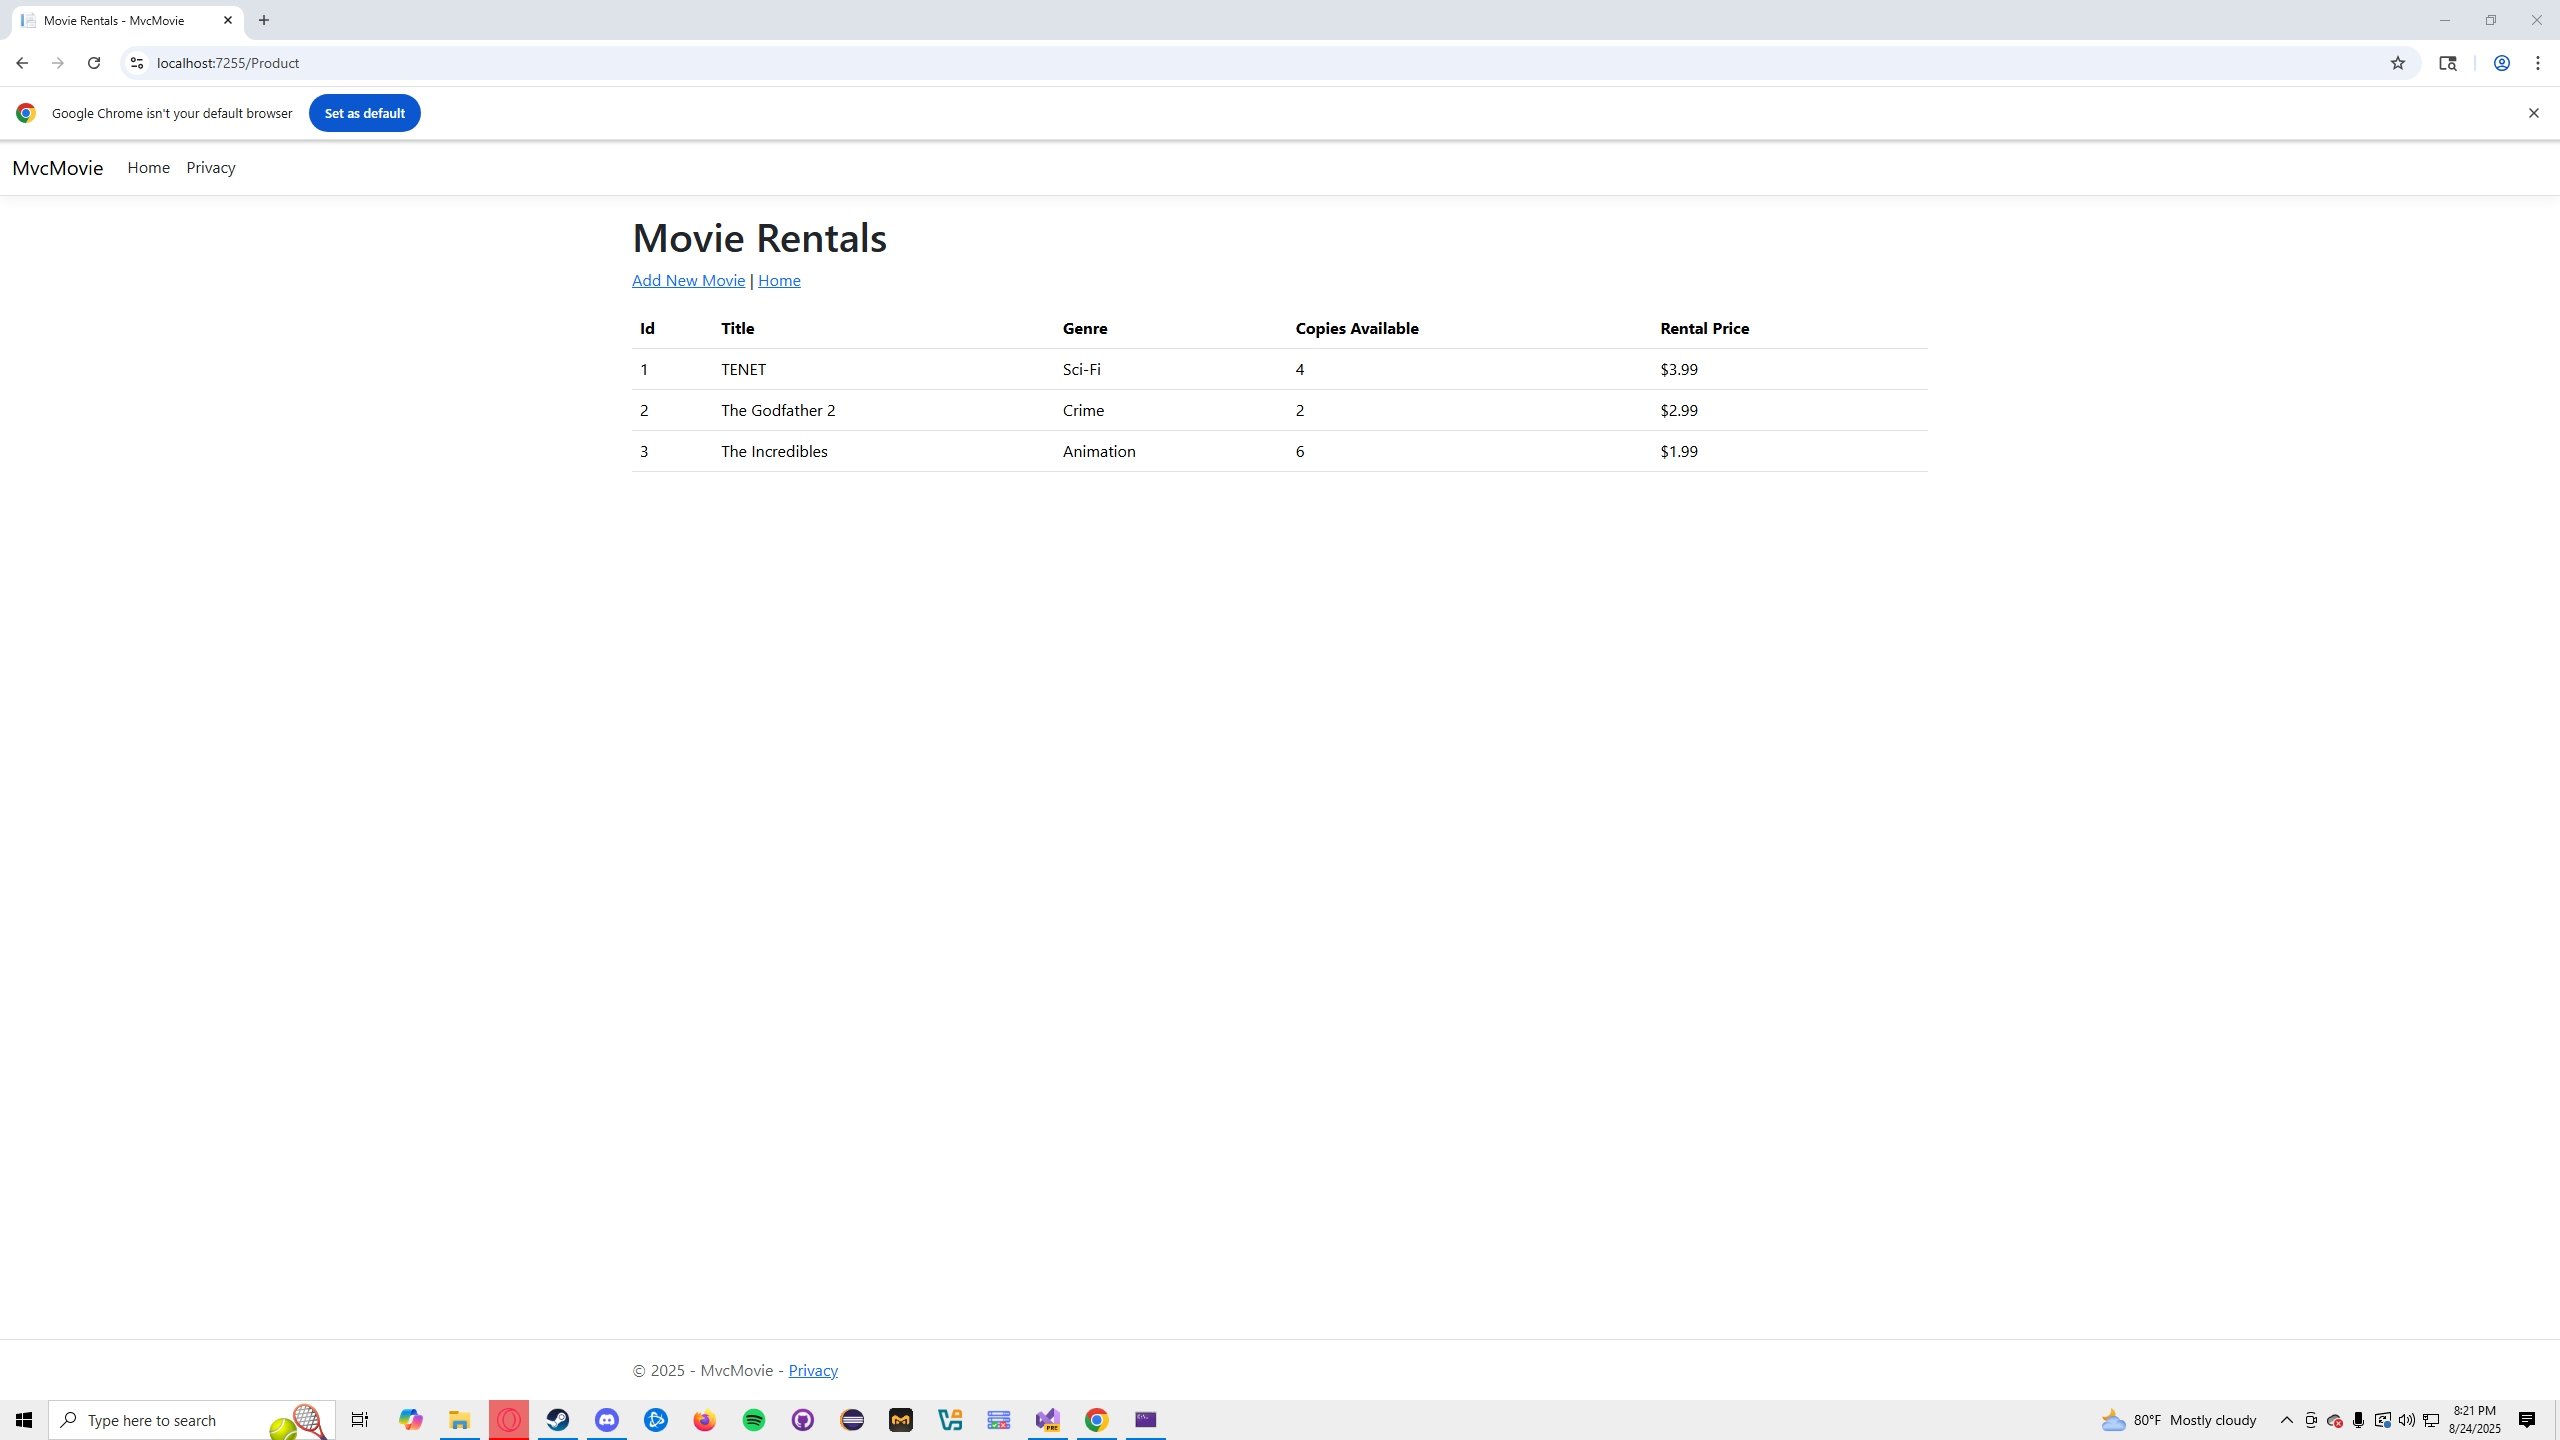 Movie Rentals - MvcMovie
localhost:7255/Product
Google Chrome isn't your default browser Set as default
MvcMovie Home Privacy
Movie Rentals
Add New Movie | Home
Id Title Genre Copies Available Rental Price
1 TENET Sci-Fi 4 $3.99
2 The Godfather 2 Crime 2 $2.99
3 The Incredibles Animation 6 $1.99
© 2025 - MvcMovie - Privacy
Type here to search
80°F Mostly cloudy
8:21 PM
8/24/2025
PRE